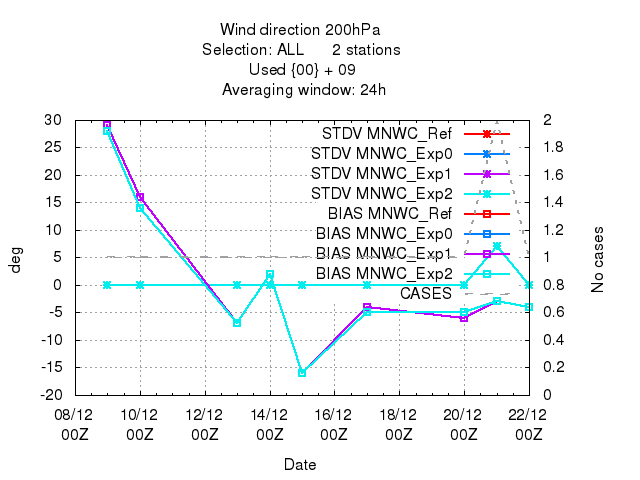 Wind direction 200hPa
Selection: ALL 2 stations
Used {00} + 09
Averaging window: 24h
30
25
20
15
10
5
0
-5
-10
-15
-20
deg
2
1.8
1.6
1.4
1.2
1
0.8
0.6
0.4
0.2
0
No cases
STDV MNWC_Ref
STDV MNWC_Exp0
STDV MNWC_Exp1
STDV MNWC_Exp2
BIAS MNWC_Ref
BIAS MNWC_Exp0
BIAS MNWC_Exp1
BIAS MNWC_Exp2
CASES
08/12 10/12 12/12 14/12 16/12 18/12 20/12 22/12
00Z 00Z 00Z 00Z 00Z 00Z 00Z 00Z
Date